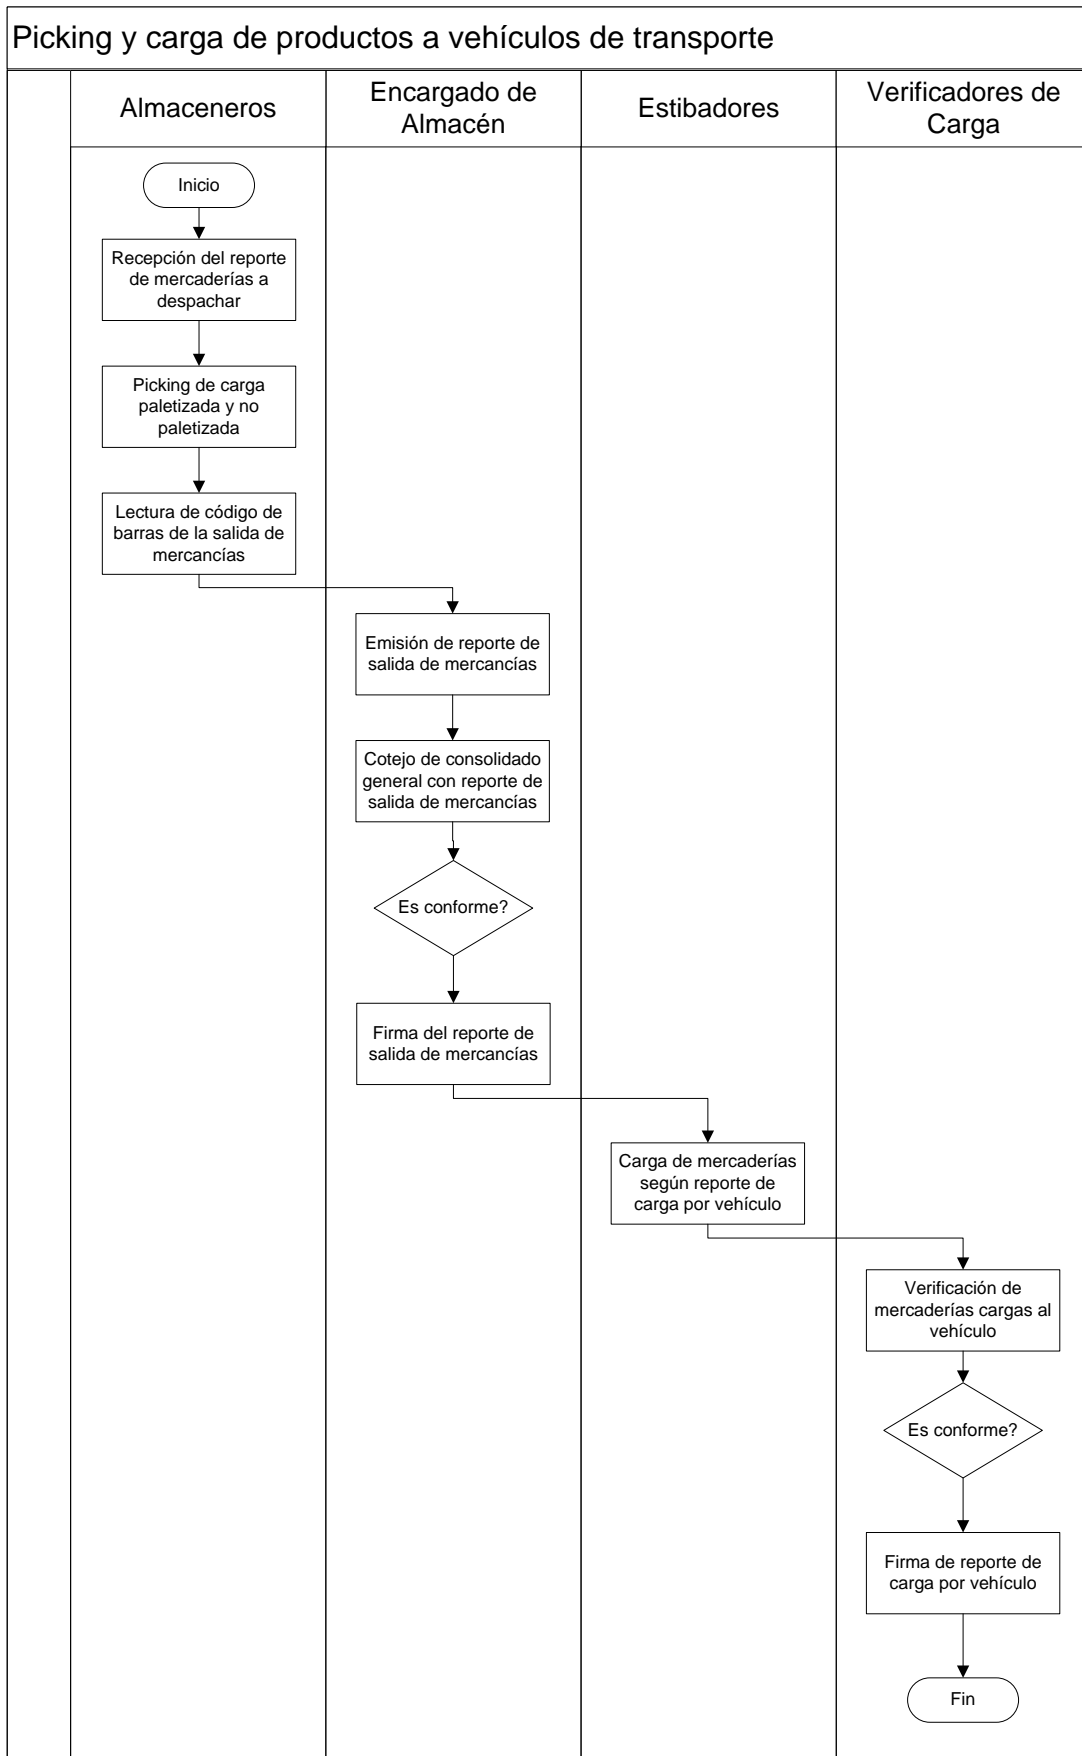 Picking y carga de productos a vehículos de transporte
Almaceneros
Encargado de
Almacén
Estibadores
Verificadores de
Carga
Inicio
Recepción del reporte
de mercaderías a
despachar
Picking de carga
paletizada y no
paletizada
Lectura de código de
barras de la salida de
mercancías
Emisión de reporte de
salida de mercancías
Cotejo de consolidado
general con reporte de
salida de mercancías
Es conforme?
Firma del reporte de
salida de mercancías
Carga de mercaderías
según reporte de
carga por vehículo
Verificación de
mercaderías cargas al
vehículo
Es conforme?
Firma de reporte de
carga por vehículo
Fin